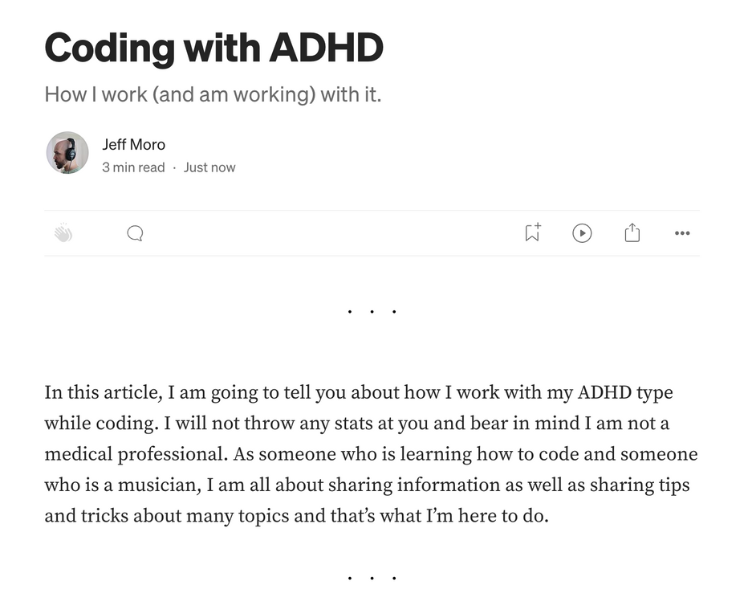 Coding with ADHD
How I work (and am working) with it.
Jeff Moro
3 min read · Just now
In this article, I am going to tell you about how I work with my ADHD type
while coding. I will not throw any stats at you and bear in mind I am not a
medical professional. As someone who is learning how to code and someone
who is a musician, I am all about sharing information as well as sharing tips
and tricks about many topics and that’s what I’m here to do.